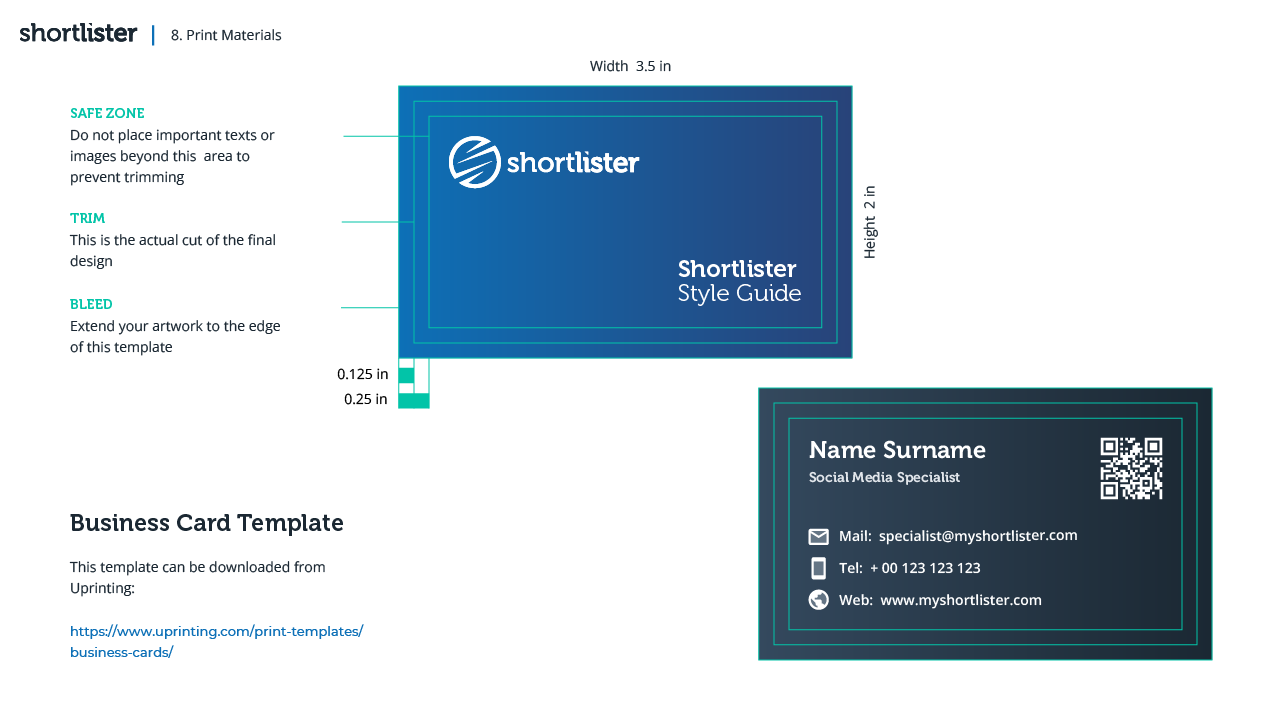 shortlister | 8. Print Materials
Width 3.5 in
SAFE ZONE
Do not place important texts or
images beyond this area to
prevent trimming
TRIM
This is the actual cut of the final
design
BLEED
Extend your artwork to the edge
of this template
shortlister
Shortlister
Style Guide
Height 2 in
0.125 in
0.25 in
Name Surname
Social Media Specialist
Mail: specialist@myshortlister.com
Tel: + 00 123 123 123
Web: www.myshortlister.com
Business Card Template
This template can be downloaded from
Uprinting:
https://www.uprinting.com/print-templates/
business-cards/